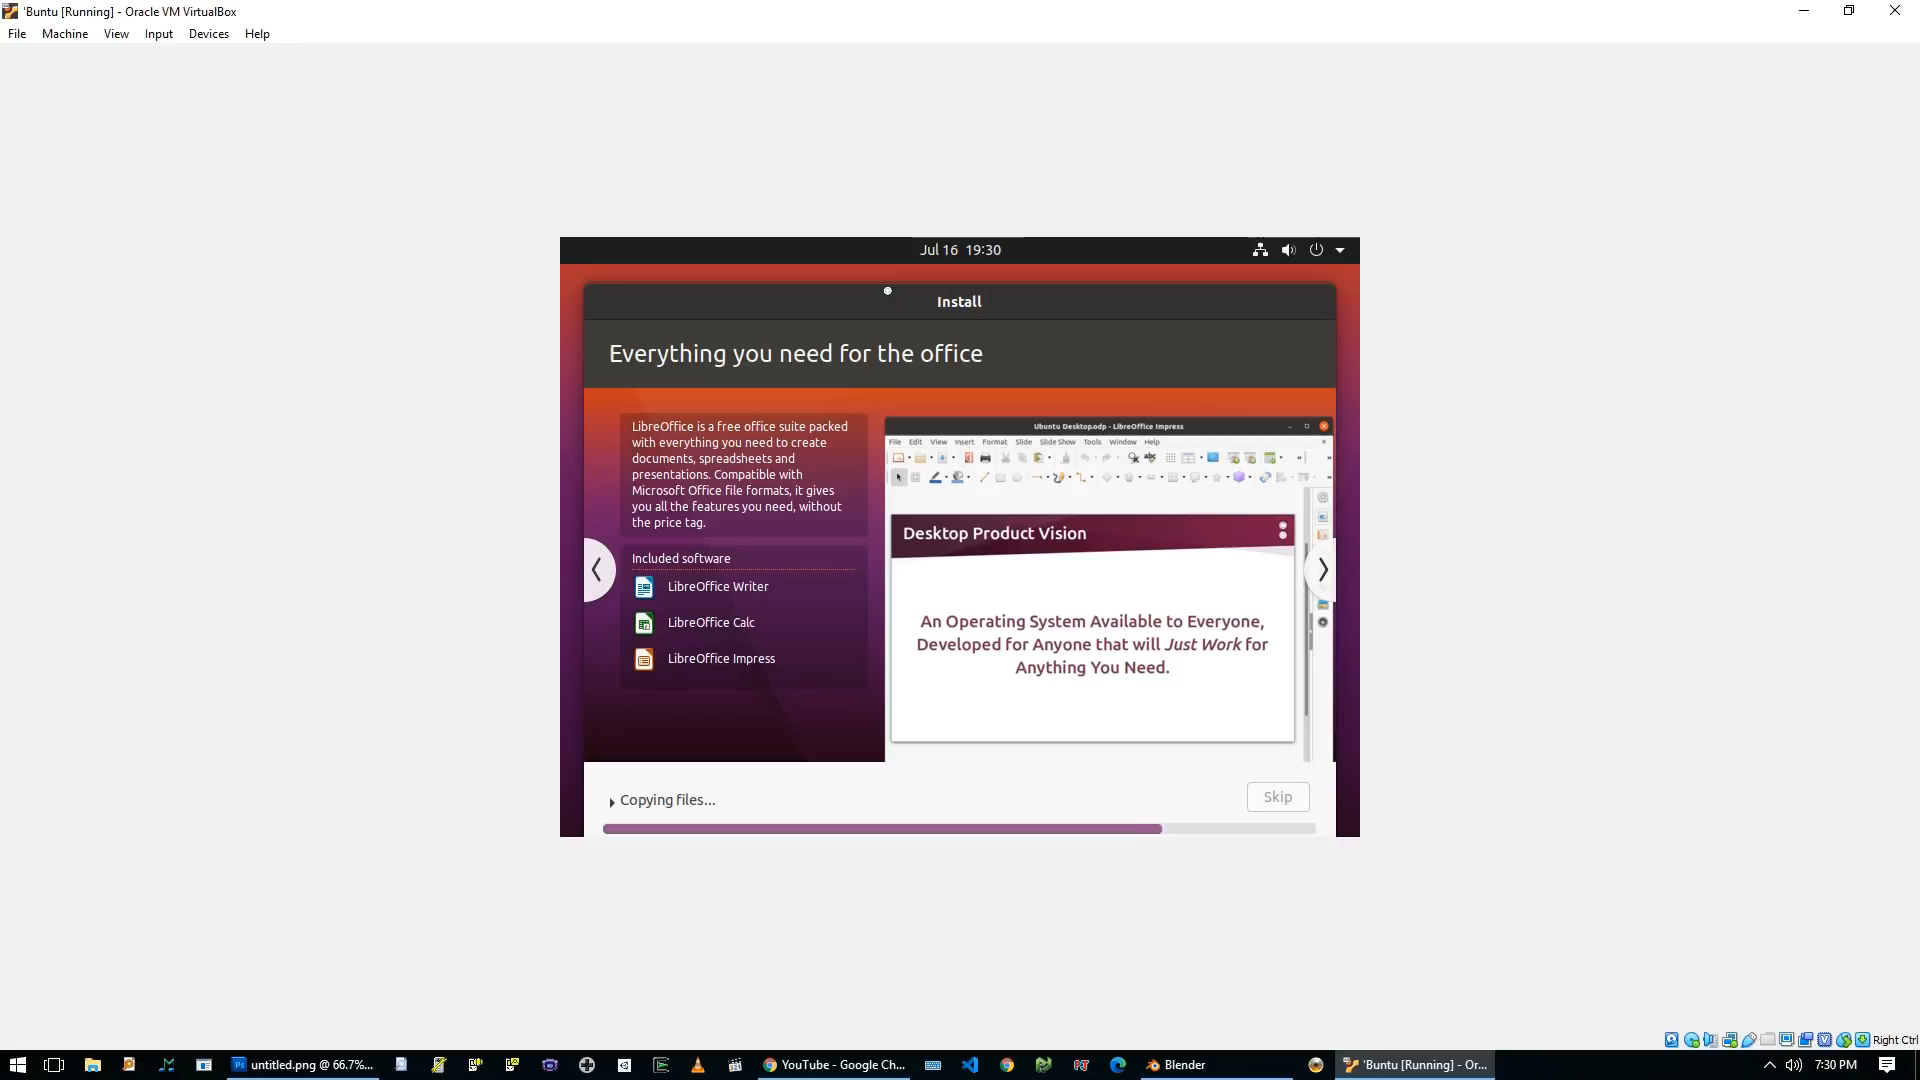 'Buntu [Running] - Oracle VM VirtualBox
File Machine View Input Devices Help
Jul 16 19:30
Install
Everything you need for the office
LibreOffice is a free office suite packed
with everything you need to create
documents, spreadsheets and
presentations. Compatible with
Microsoft Office file formats, it gives
you all the features you need, without
the price tag.
Included software
LibreOffice Writer
LibreOffice Calc
LibreOffice Impress
Ubuntu Desktop.odp - LibreOffice Impress
File Edit View Insert Format Slide Slide Show Tools Window Help
Desktop Product Vision
An Operating System Available to Everyone,
Developed for Anyone that will Just Work for
Anything You Need.
Copying files...
Skip
Right Ctrl
untitled.png @ 66.7%...
YouTube - Google Ch...
Blender
'Buntu [Running] - Or...
7:30 PM